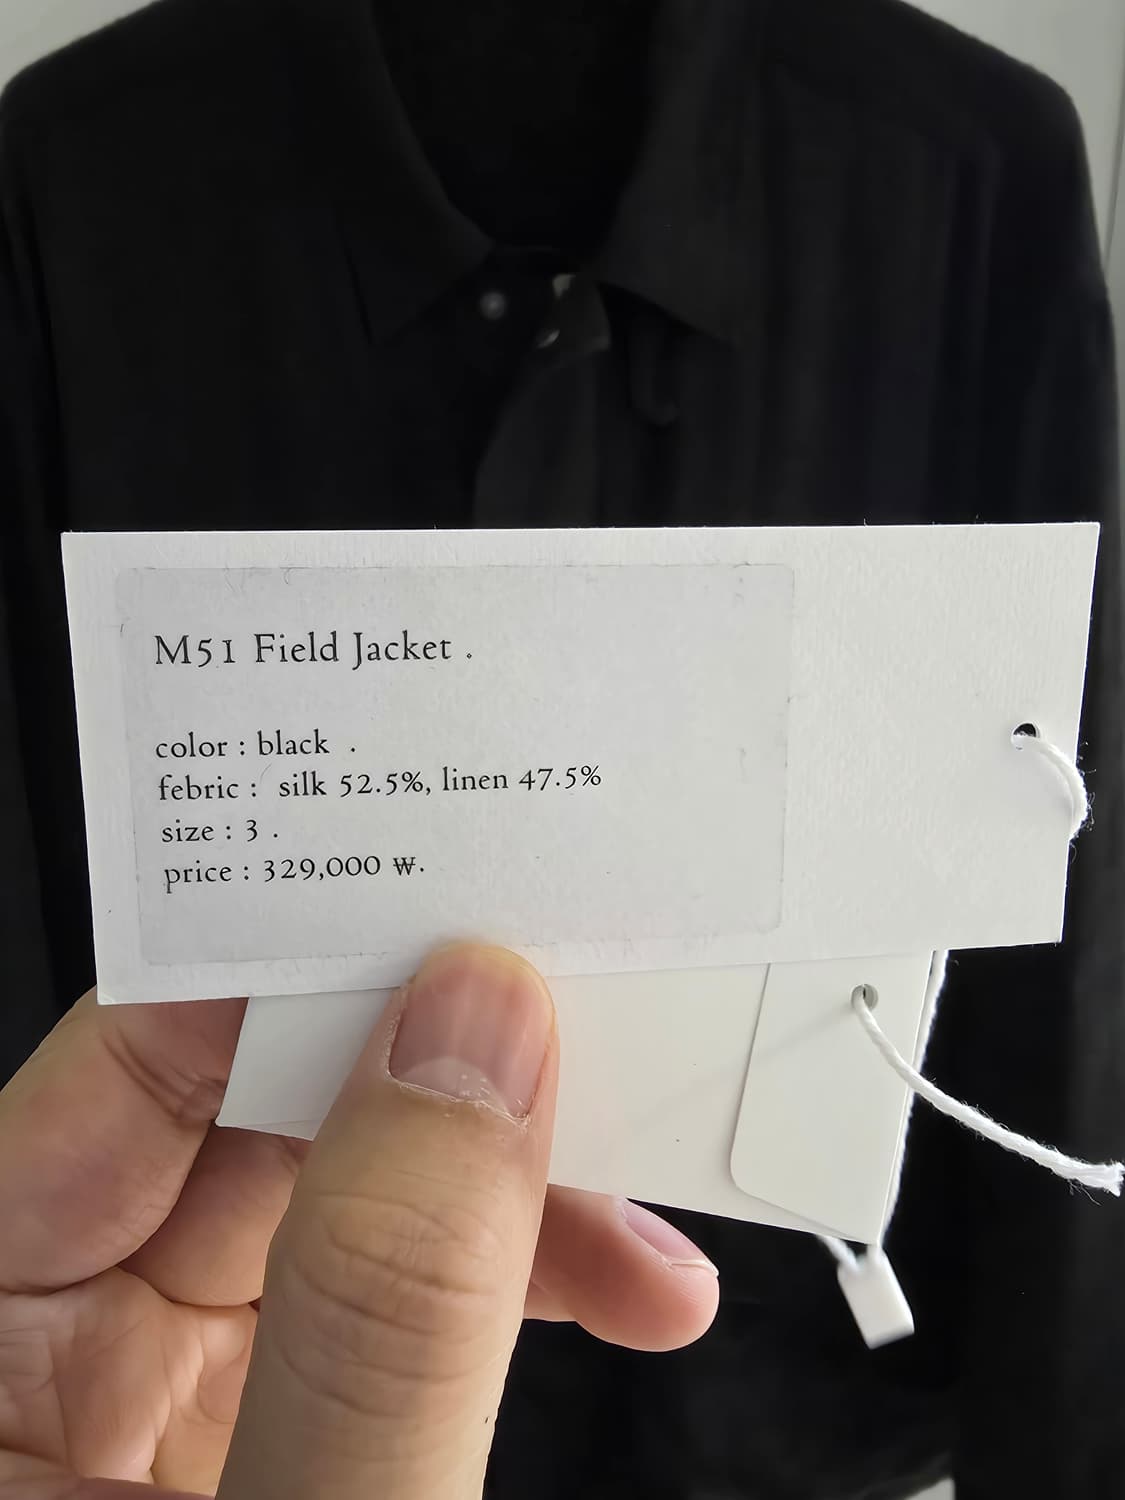 M51 Field Jacket .
color : black .
febric : silk 52.5%, linen 47.5%
size : 3 .
price : 329,000 ₩.